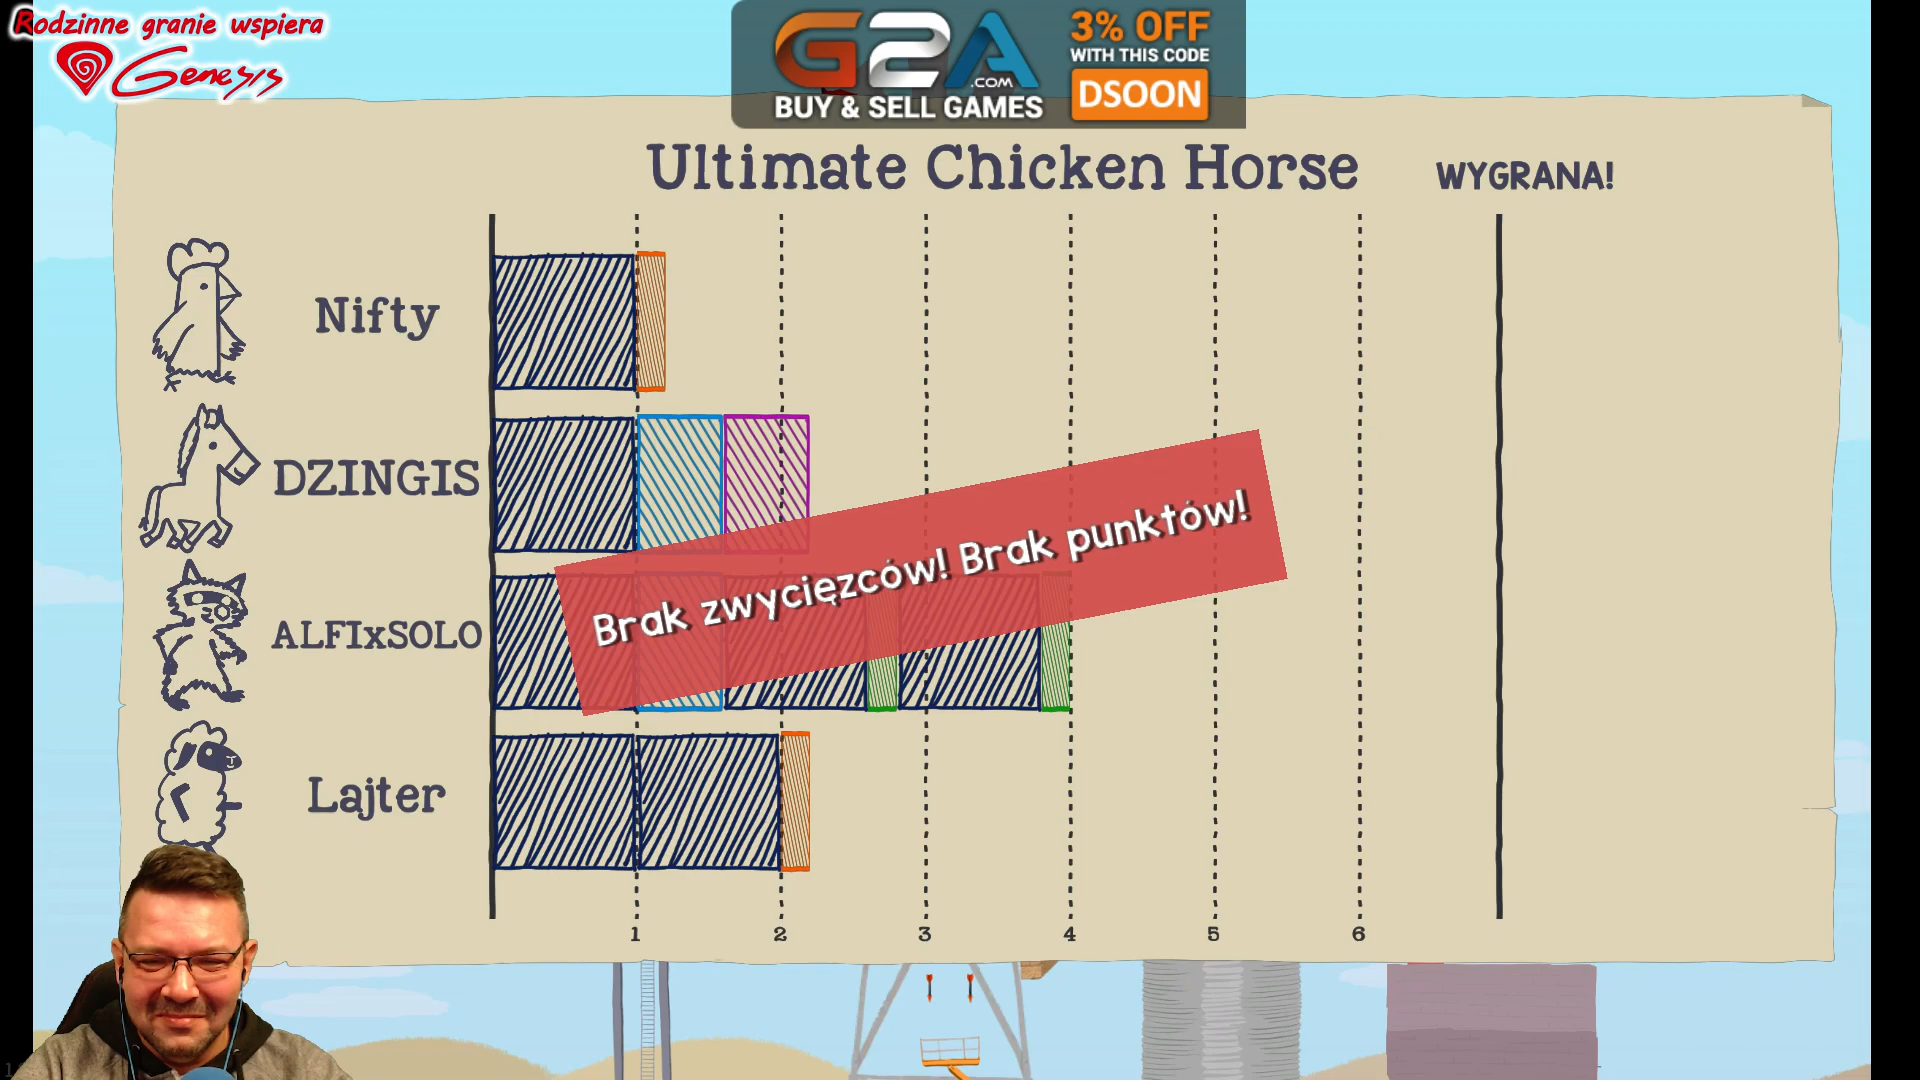 Rodzinne granie wspiera
Genesis
G2A
.COM
BUY & SELL GAMES
3% OFF
WITH THIS CODE
DSOON
Ultimate Chicken Horse
WYGRANA!
Nifty
DZINGIS
ALFIxSOLO
Lajter
Brak zwycięzców! Brak punktów!
1 2 3 4 5 6